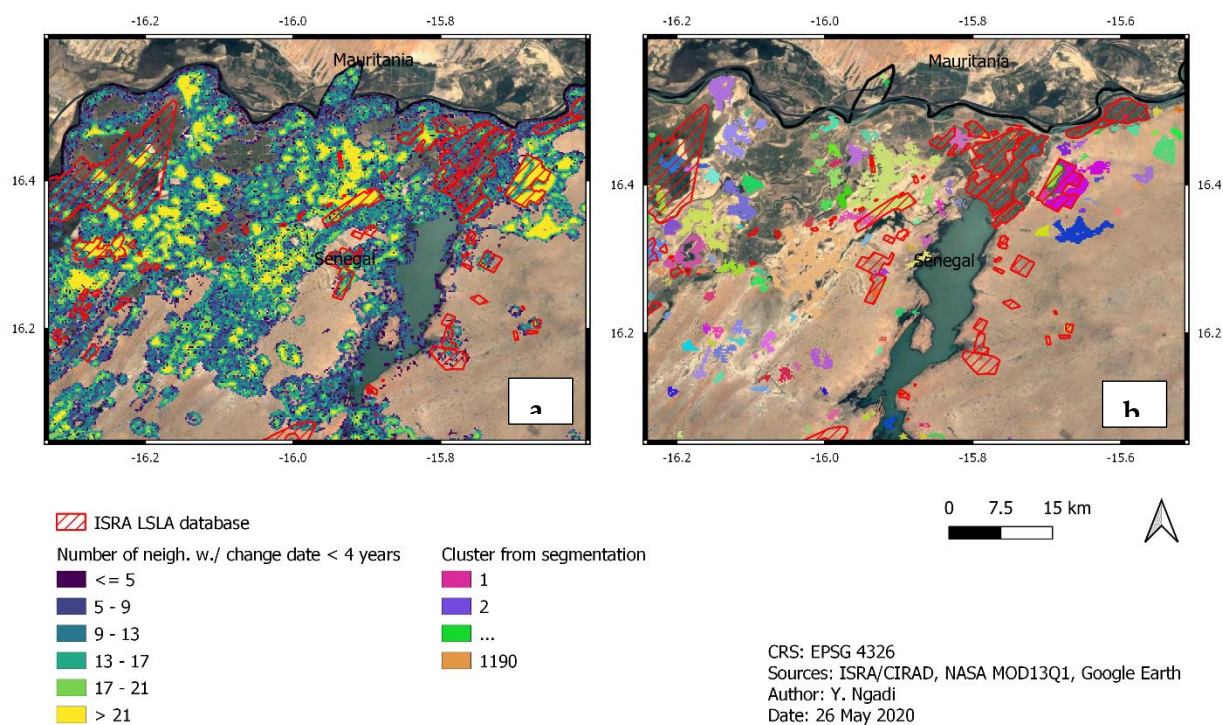 -16.2 -16.0 -15.8
-16.2 -16.0 -15.8 -15.6
Mauritania
Mauritania
16.4
16.4
Senegal
Senegal
16.2
16.2
a
b
-16.2 -16.0 -15.8
-16.2 -16.0 -15.8 -15.6
ISRA LSLA database
Number of neigh. w./ change date < 4 years
<= 5
5 - 9
9 - 13
13 - 17
17 - 21
> 21
Cluster from segmentation
1
2
...
1190
0 7.5 15 km
CRS: EPSG 4326
Sources: ISRA/CIRAD, NASA MOD13Q1, Google Earth
Author: Y. Ngadi
Date: 26 May 2020